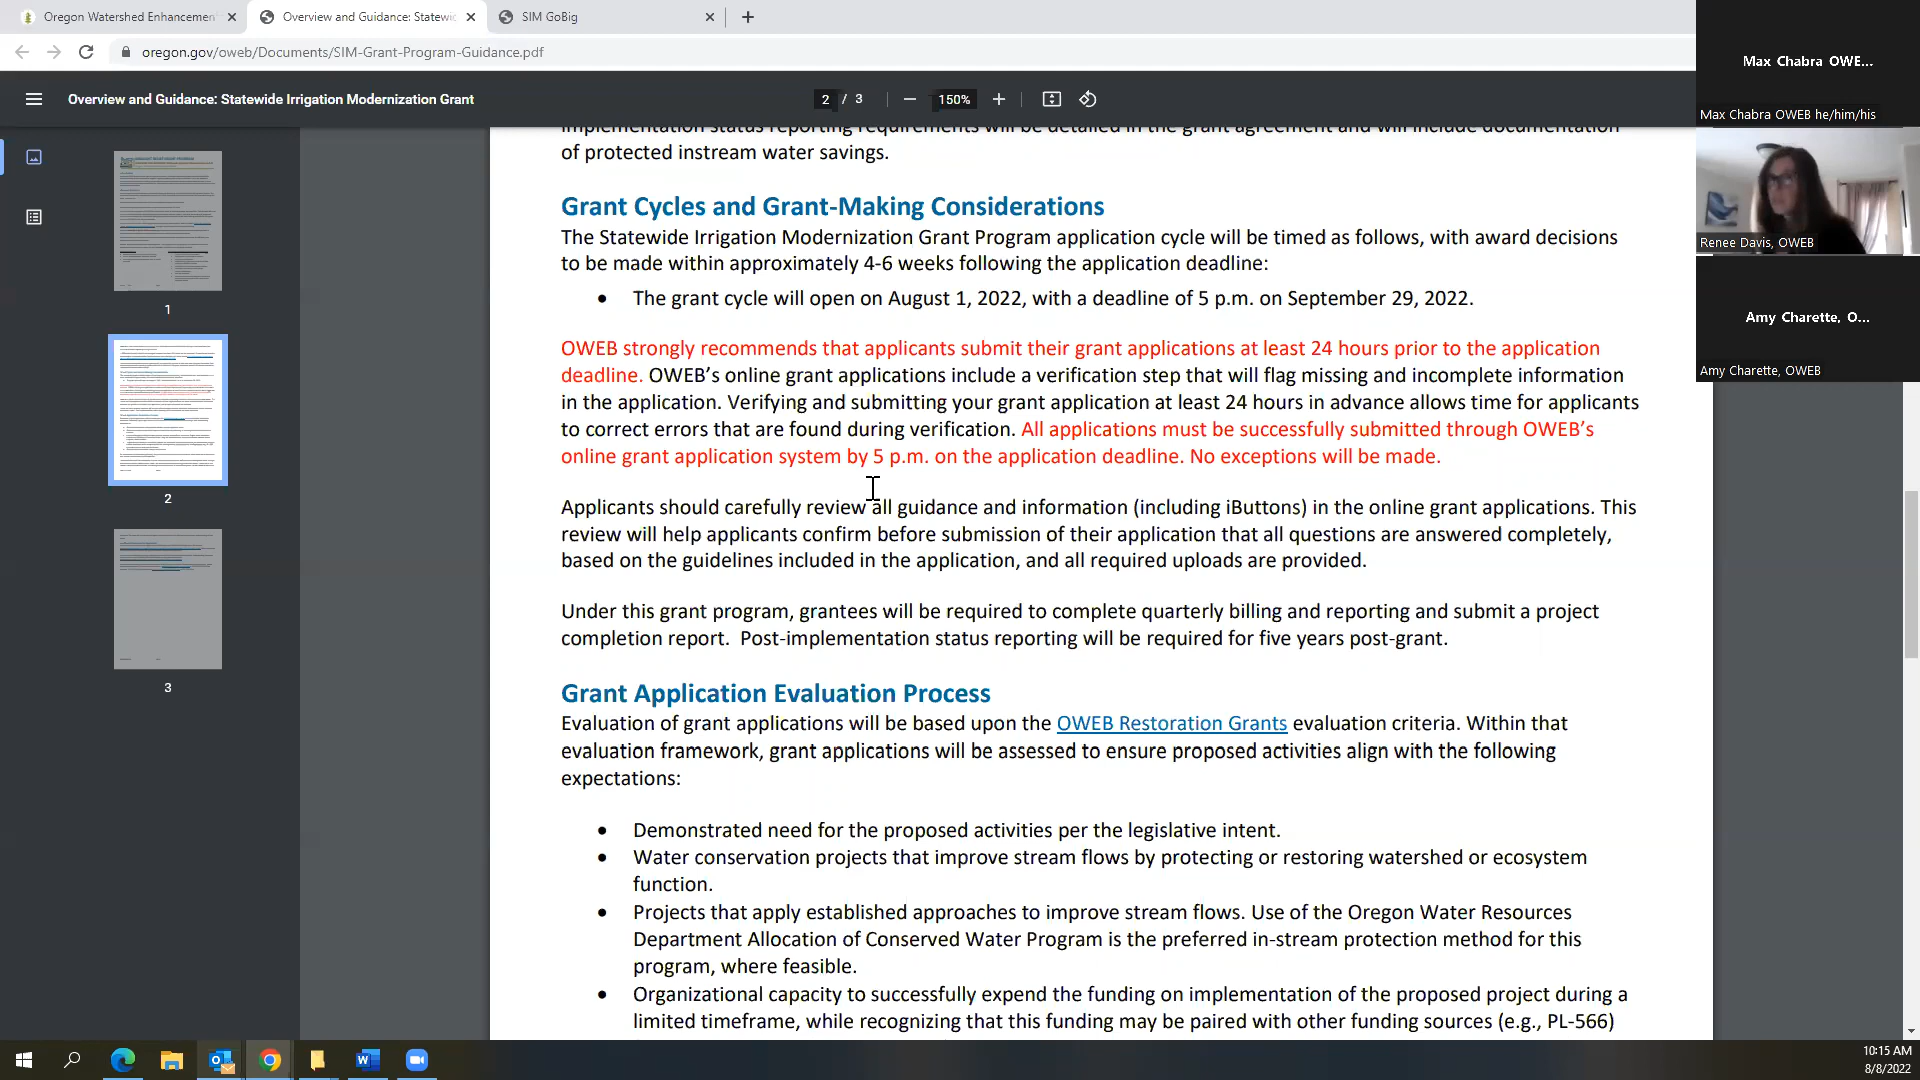 Oregon Watershed Enhancement
Overview and Guidance: Statewid
SIM GoBig
oregon.gov/oweb/Documents/SIM-Grant-Program-Guidance.pdf
Overview and Guidance: Statewide Irrigation Modernization Grant
2 / 3
150%
Max Chabra OWE...
Max Chabra OWEB he/him/his
Renee Davis, OWEB
Amy Charette, O...
Amy Charette, OWEB
1
2
3
implementation status reporting requirements will be detailed in the grant agreement and will include documentation
of protected instream water savings.
Grant Cycles and Grant-Making Considerations
The Statewide Irrigation Modernization Grant Program application cycle will be timed as follows, with award decisions
to be made within approximately 4-6 weeks following the application deadline:
• The grant cycle will open on August 1, 2022, with a deadline of 5 p.m. on September 29, 2022.
OWEB strongly recommends that applicants submit their grant applications at least 24 hours prior to the application
deadline. OWEB’s online grant applications include a verification step that will flag missing and incomplete information
in the application. Verifying and submitting your grant application at least 24 hours in advance allows time for applicants
to correct errors that are found during verification. All applications must be successfully submitted through OWEB’s
online grant application system by 5 p.m. on the application deadline. No exceptions will be made.
Applicants should carefully review all guidance and information (including iButtons) in the online grant applications. This
review will help applicants confirm before submission of their application that all questions are answered completely,
based on the guidelines included in the application, and all required uploads are provided.
Under this grant program, grantees will be required to complete quarterly billing and reporting and submit a project
completion report.  Post-implementation status reporting will be required for five years post-grant.
Grant Application Evaluation Process
Evaluation of grant applications will be based upon the OWEB Restoration Grants evaluation criteria. Within that
evaluation framework, grant applications will be assessed to ensure proposed activities align with the following
expectations:
• Demonstrated need for the proposed activities per the legislative intent.
• Water conservation projects that improve stream flows by protecting or restoring watershed or ecosystem
function.
• Projects that apply established approaches to improve stream flows. Use of the Oregon Water Resources
Department Allocation of Conserved Water Program is the preferred in-stream protection method for this
program, where feasible.
• Organizational capacity to successfully expend the funding on implementation of the proposed project during a
limited timeframe, while recognizing that this funding may be paired with other funding sources (e.g., PL-566)
10:15 AM
8/8/2022